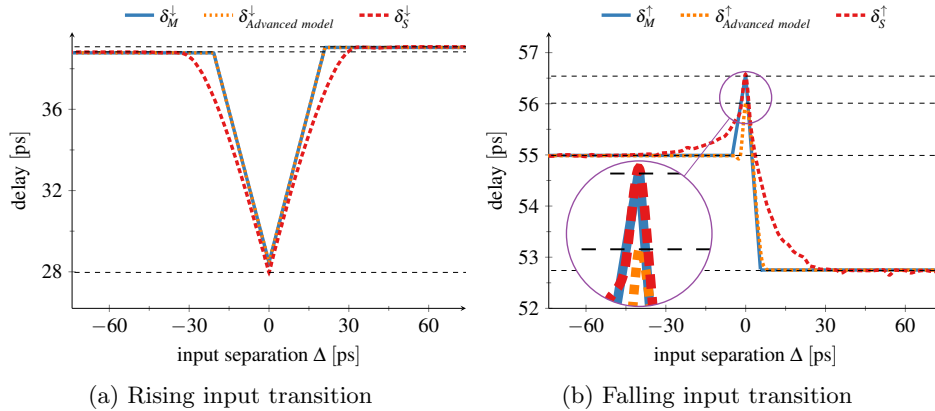 δ↓M δ↓Advanced model δ↓S
36
32
28
delay [ps]
−60 −30 0 30 60
input separation Δ [ps]
(a) Rising input transition
δ↑M δ↑Advanced model δ↑S
57
56
55
54
53
52
delay [ps]
−60 −30 0 30 60
input separation Δ [ps]
(b) Falling input transition